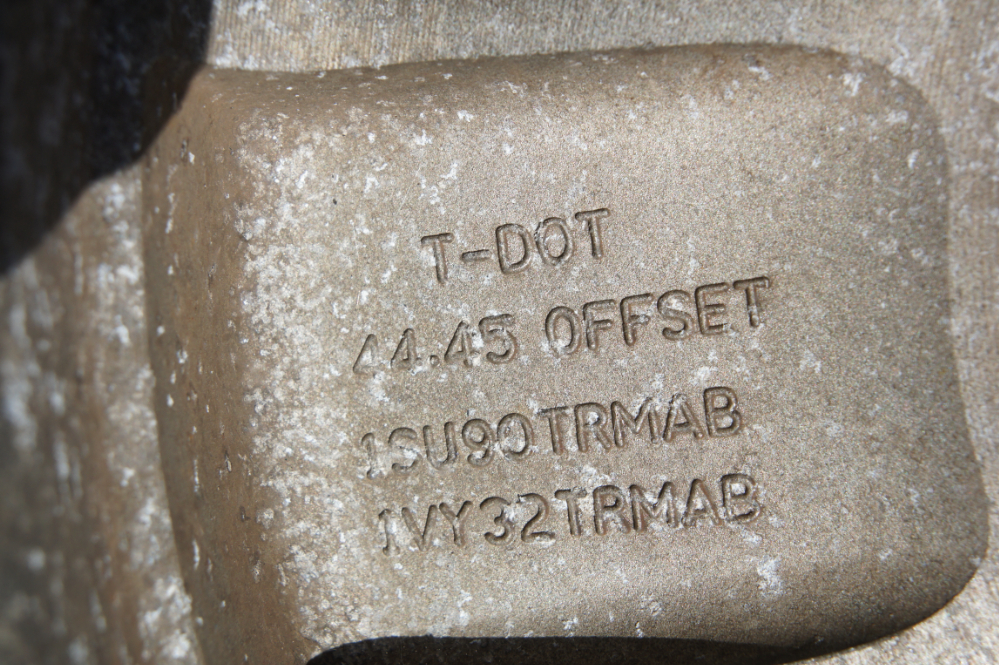 T-DOT
44.45 OFFSET
1SU90TRMAB
1VY32TRMAB